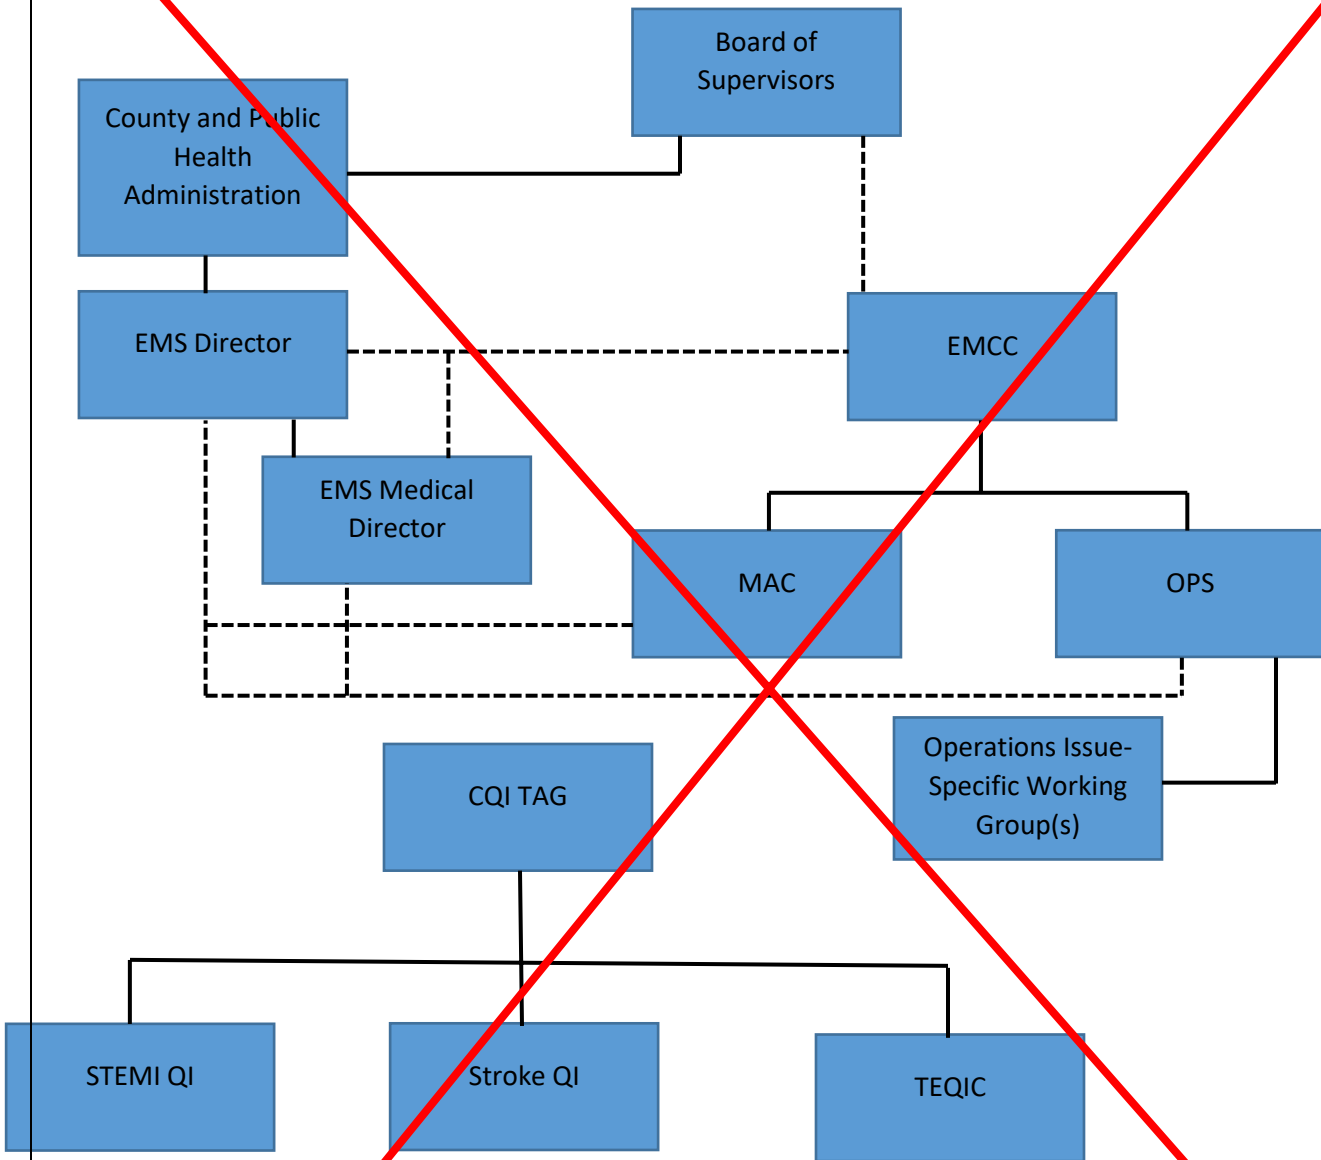 Board of
Supervisors
County and Public
Health
Administration
EMS Director
EMCC
EMS Medical
Director
MAC
OPS
Operations Issue-
Specific Working
Group(s)
CQI TAG
STEMI QI
Stroke QI
TEQIC